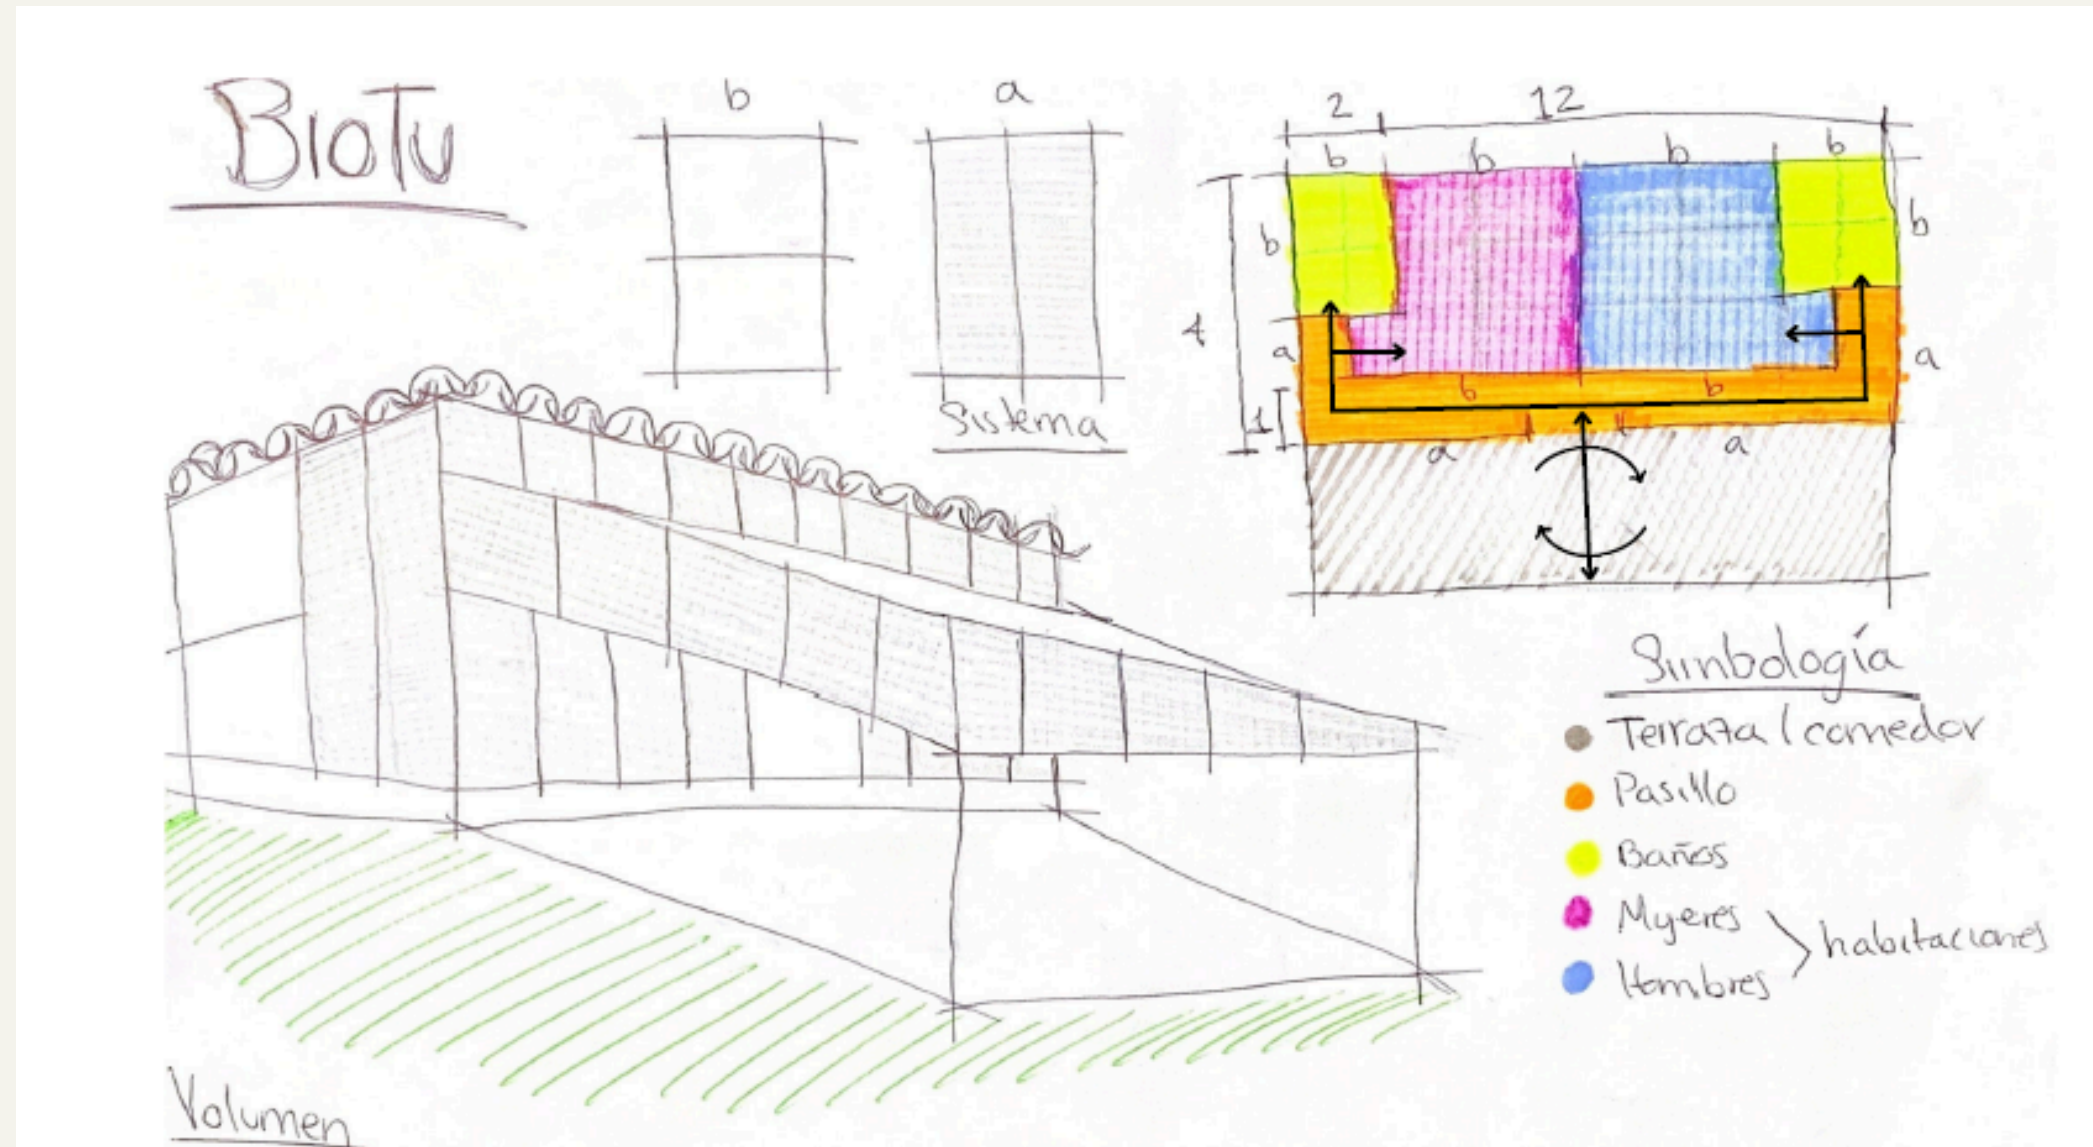 BIOTU
b
a
Sistema
2
12
b
b
b
b
b
b
4
a
a
1
b
b
a
a
Simbología
Terraza / comedor
Pasillo
Baños
Mujeres
Hombres
habitaciones
Volumen